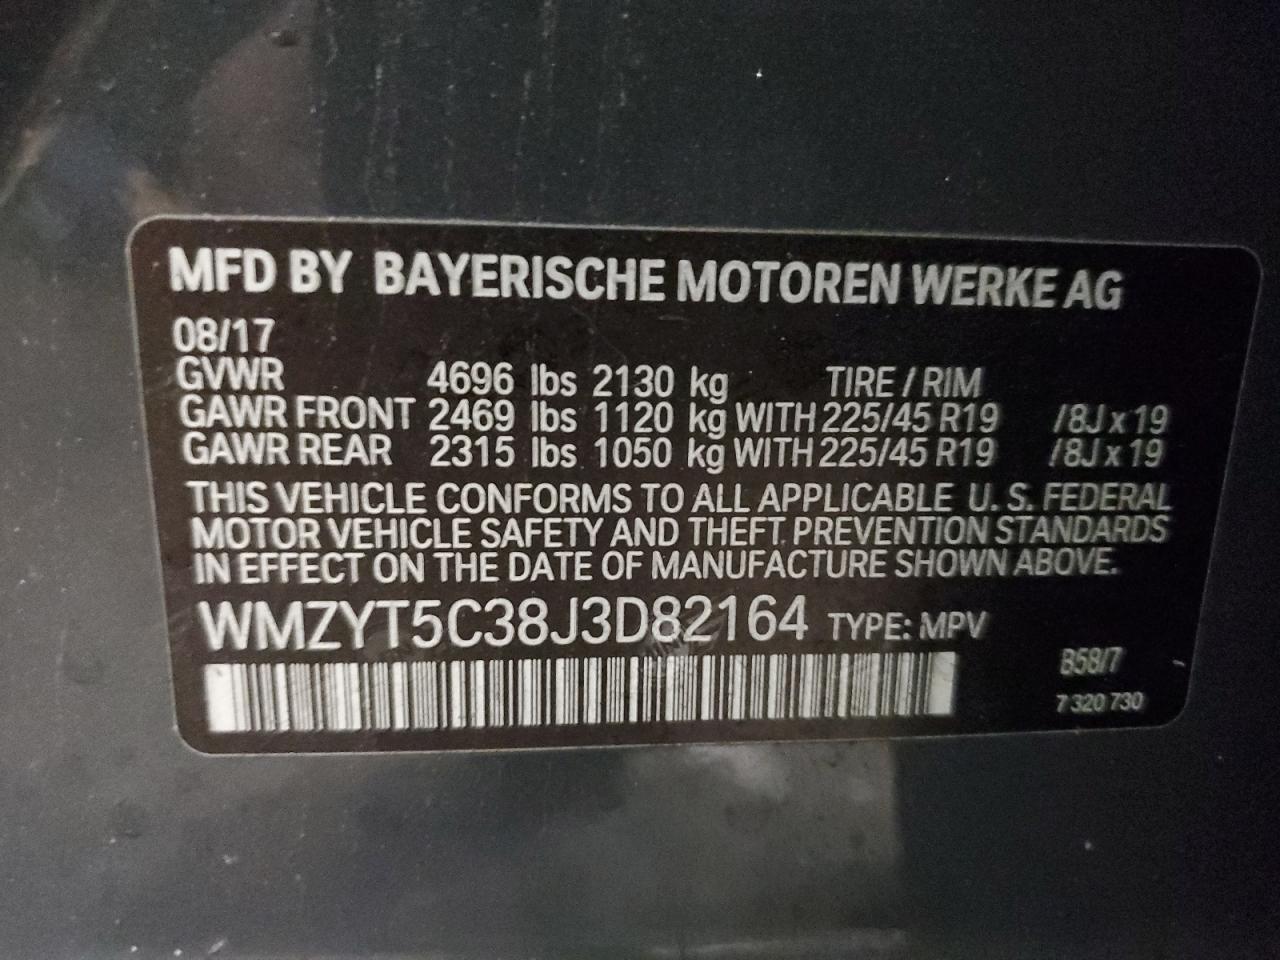 MFD BY BAYERISCHE MOTOREN WERKE AG
08/17
GVWR 4696 lbs 2130 kg TIRE / RIM
GAWR FRONT 2469 lbs 1120 kg WITH 225/45 R19 /8J x 19
GAWR REAR 2315 lbs 1050 kg WITH 225/45 R19 /8J x 19
THIS VEHICLE CONFORMS TO ALL APPLICABLE U. S. FEDERAL
MOTOR VEHICLE SAFETY AND THEFT PREVENTION STANDARDS
IN EFFECT ON THE DATE OF MANUFACTURE SHOWN ABOVE.
WMZYT5C38J3D82164 TYPE: MPV
MINI
B58/7
7 320 730